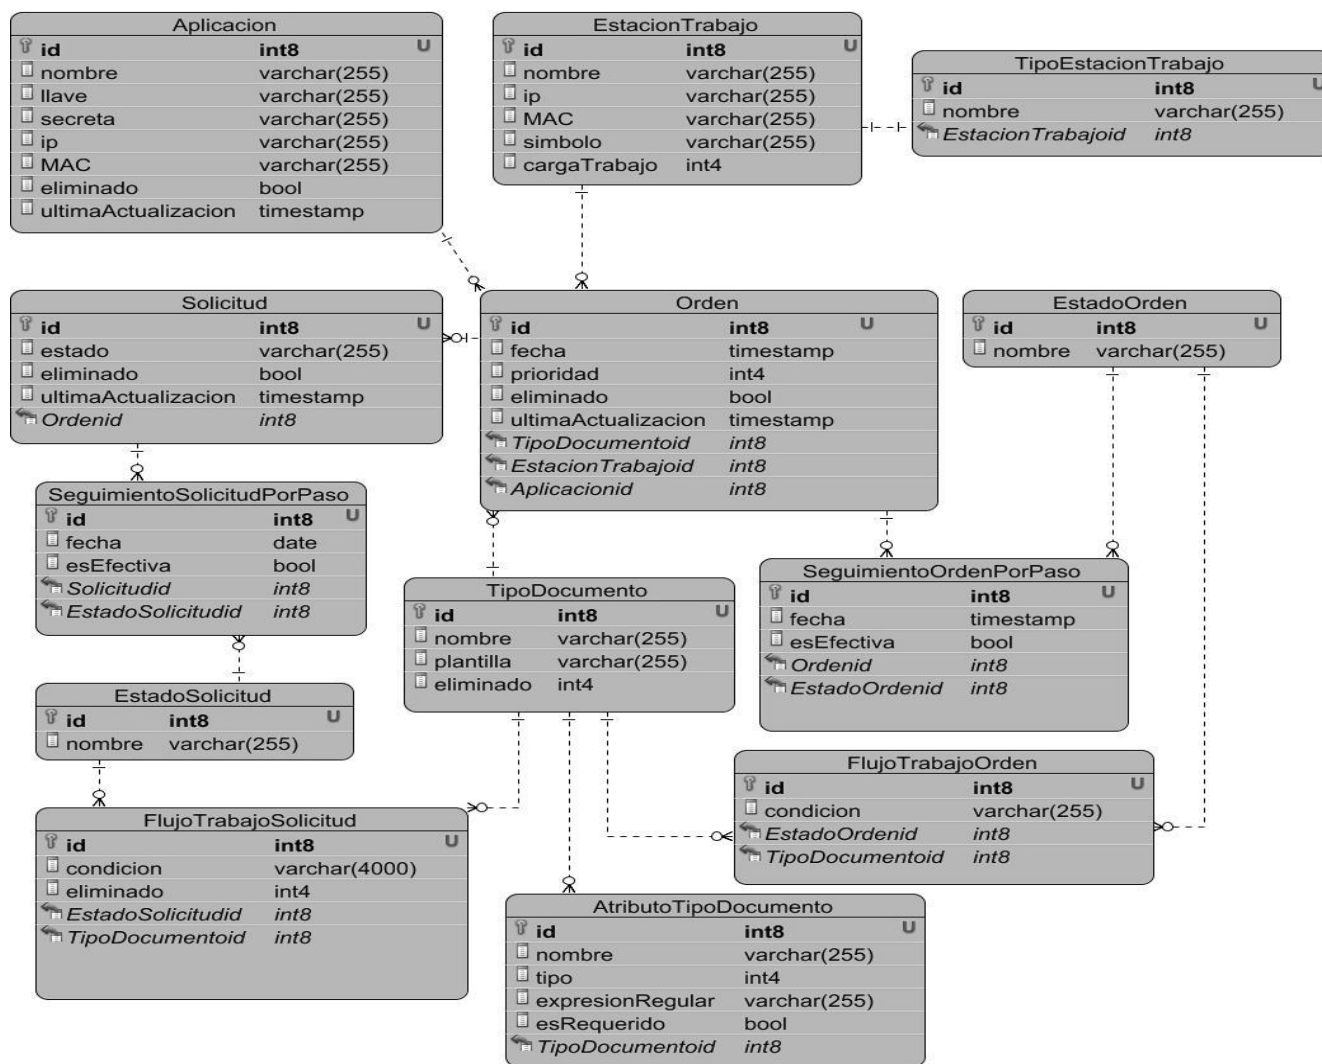 Aplicacion
id int8 U
nombre varchar(255)
llave varchar(255)
secreta varchar(255)
ip varchar(255)
MAC varchar(255)
eliminado bool
ultimaActualizacion timestamp
EstacionTrabajo
id int8 U
nombre varchar(255)
ip varchar(255)
MAC varchar(255)
simbolo varchar(255)
cargaTrabajo int4
TipoEstacionTrabajo
id int8 U
nombre varchar(255)
EstacionTrabajoid int8
Solicitud
id int8 U
estado varchar(255)
eliminado bool
ultimaActualizacion timestamp
Ordenid int8
Orden
id int8 U
fecha timestamp
prioridad int4
eliminado bool
ultimaActualizacion timestamp
TipoDocumentoid int8
EstacionTrabajoid int8
Aplicacionid int8
EstadoOrden
id int8 U
nombre varchar(255)
SeguimientoSolicitudPorPaso
id int8 U
fecha date
esEfectiva bool
Solicitudid int8
EstadoSolicitudid int8
TipoDocumento
id int8 U
nombre varchar(255)
plantilla varchar(255)
eliminado int4
SeguimientoOrdenPorPaso
id int8 U
fecha timestamp
esEfectiva bool
Ordenid int8
EstadoOrdenid int8
EstadoSolicitud
id int8 U
nombre varchar(255)
FlujoTrabajoOrden
id int8 U
condicion varchar(255)
EstadoOrdenid int8
TipoDocumentoid int8
FlujoTrabajoSolicitud
id int8 U
condicion varchar(4000)
eliminado int4
EstadoSolicitudid int8
TipoDocumentoid int8
AtributoTipoDocumento
id int8 U
nombre varchar(255)
tipo int4
expresionRegular varchar(255)
esRequerido bool
TipoDocumentoid int8